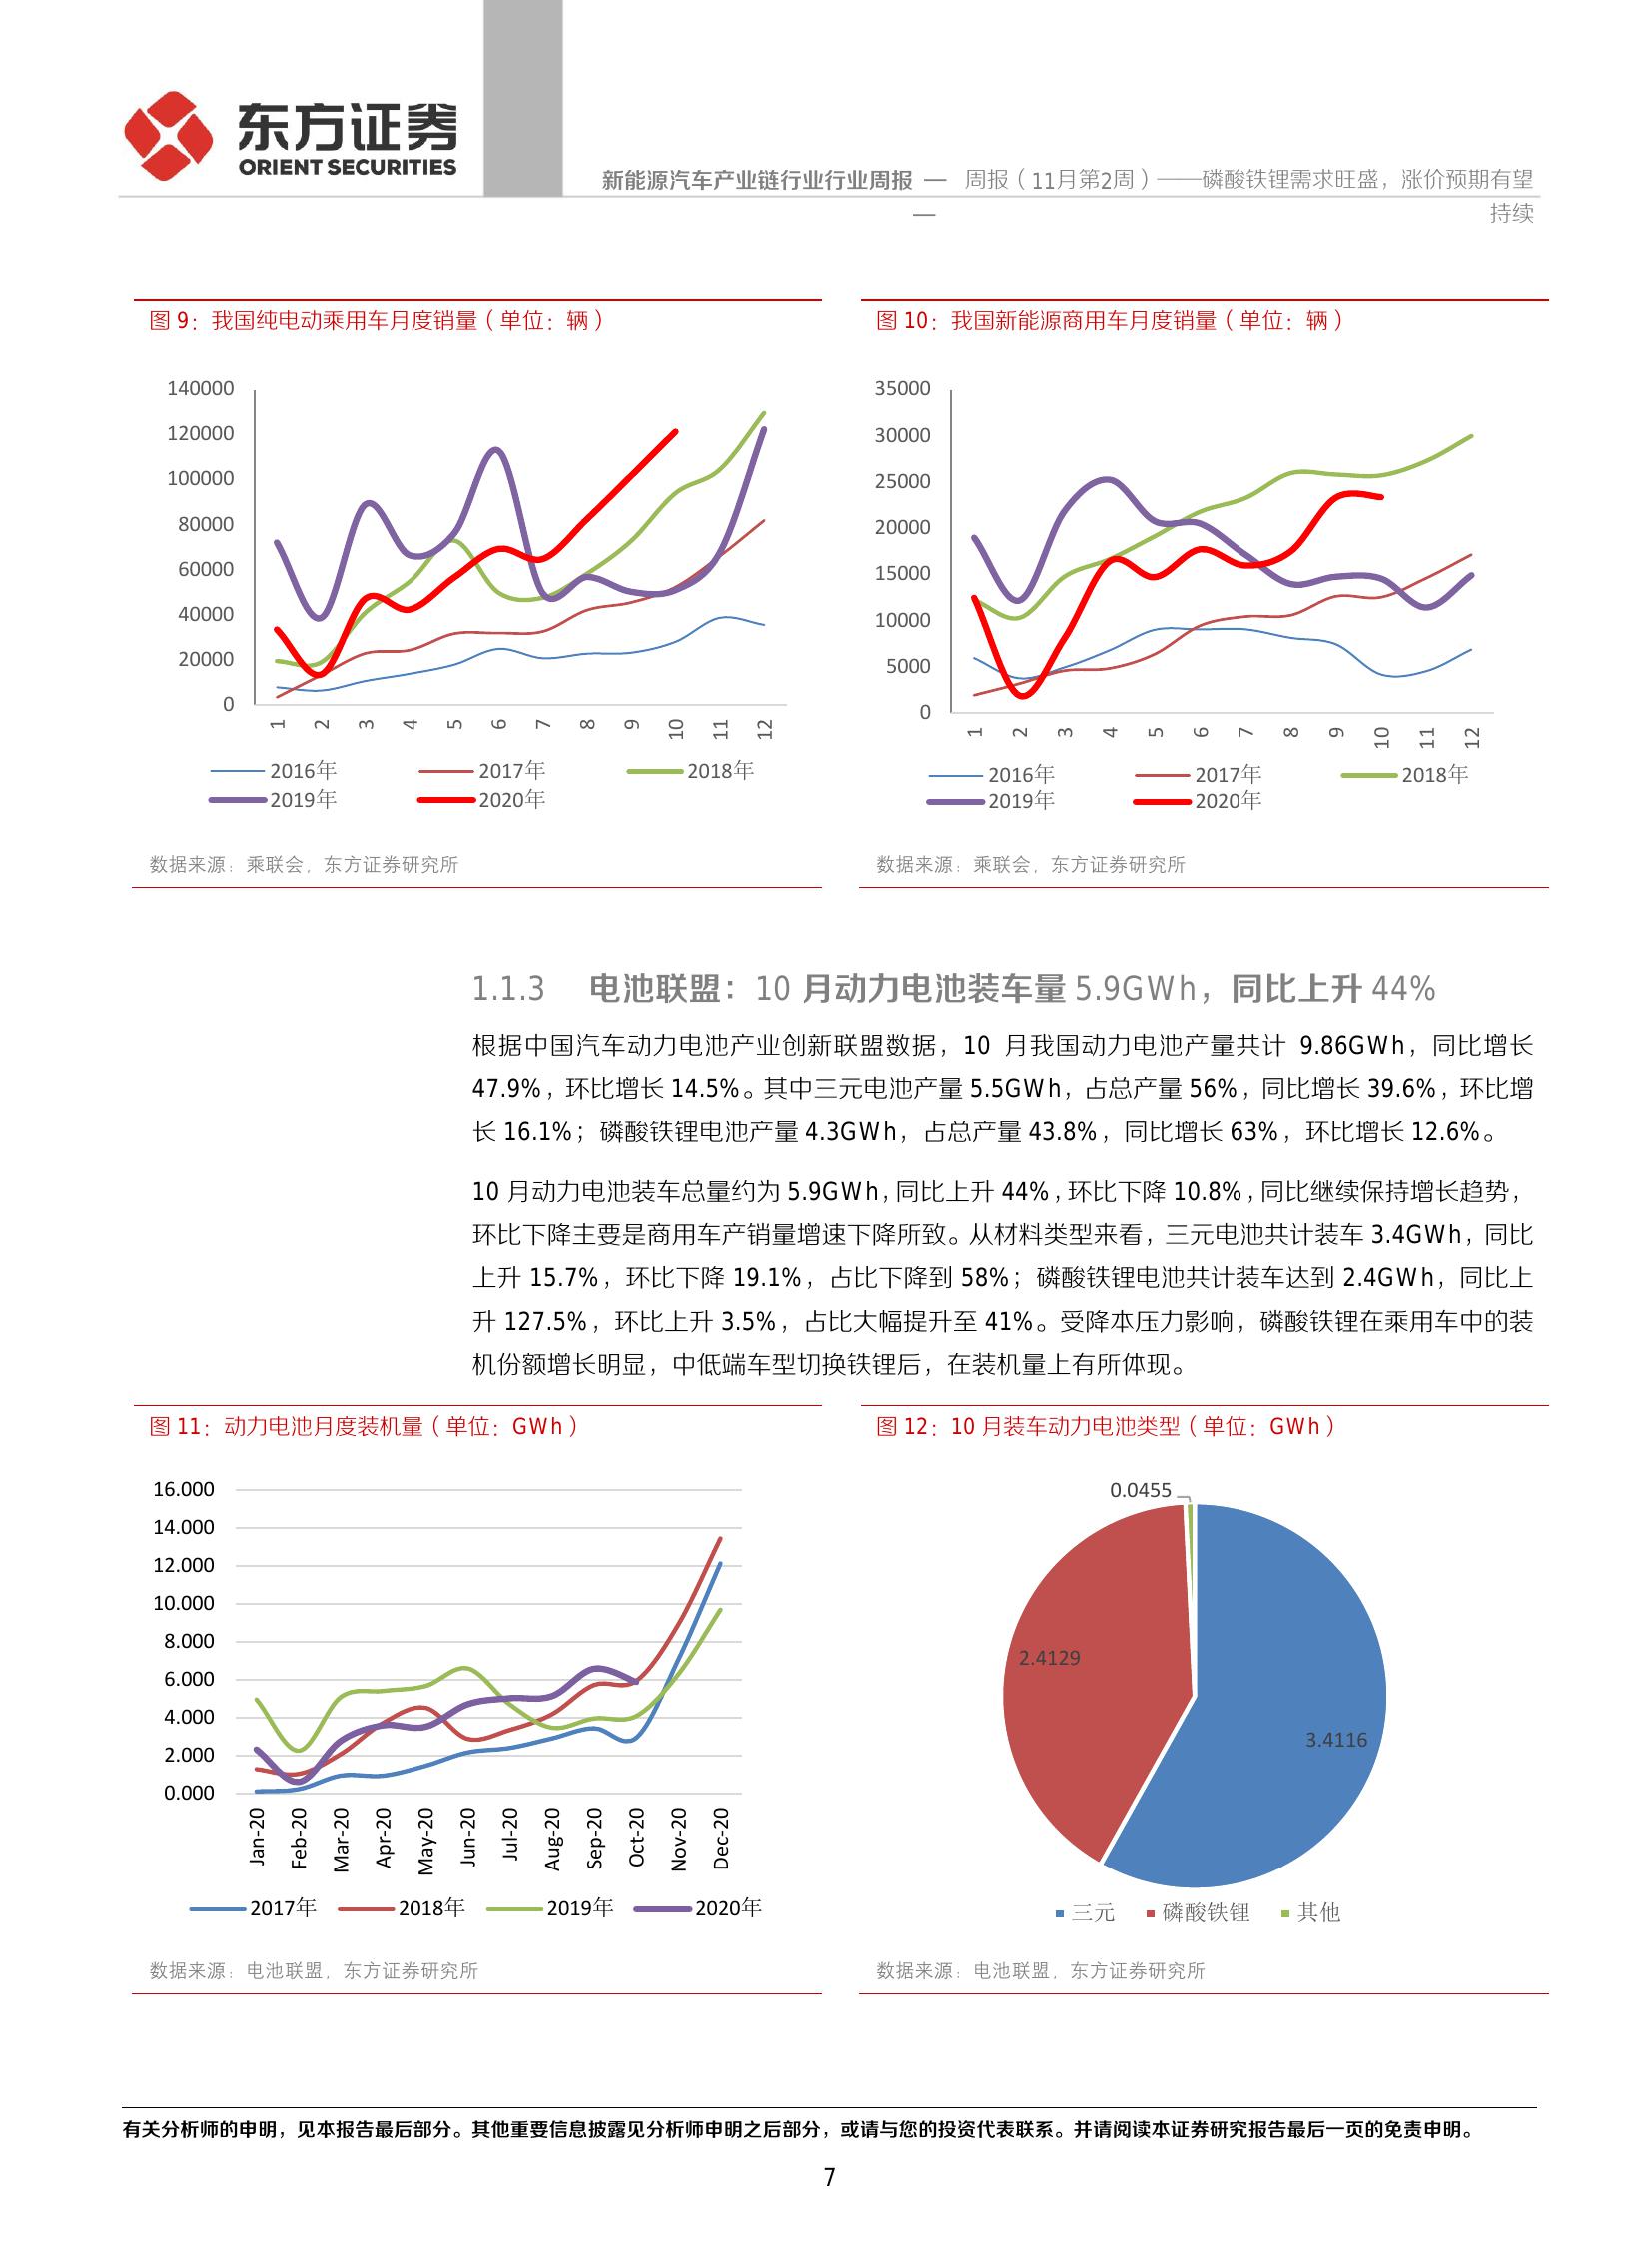 东方证券
ORIENT SECURITIES
新能源汽车产业链行业行业周报 — 周报（11月第2周）——磷酸铁锂需求旺盛，涨价预期有望
— 持续
图 9：我国纯电动乘用车月度销量（单位：辆）
140000
120000
100000
80000
60000
40000
20000
0
1 2 3 4 5 6 7 8 9 10 11 12
2016年 2017年 2018年
2019年 2020年
数据来源：乘联会，东方证券研究所
图 10：我国新能源商用车月度销量（单位：辆）
35000
30000
25000
20000
15000
10000
5000
0
1 2 3 4 5 6 7 8 9 10 11 12
2016年 2017年 2018年
2019年 2020年
数据来源：乘联会，东方证券研究所
1.1.3 电池联盟：10 月动力电池装车量 5.9GWh，同比上升 44%
根据中国汽车动力电池产业创新联盟数据，10 月我国动力电池产量共计 9.86GWh，同比增长
47.9%，环比增长 14.5%。其中三元电池产量 5.5GWh，占总产量 56%，同比增长 39.6%，环比增
长 16.1%；磷酸铁锂电池产量 4.3GWh，占总产量 43.8%，同比增长 63%，环比增长 12.6%。
10 月动力电池装车总量约为 5.9GWh，同比上升 44%，环比下降 10.8%，同比继续保持增长趋势，
环比下降主要是商用车产销量增速下降所致。从材料类型来看，三元电池共计装车 3.4GWh，同比
上升 15.7%，环比下降 19.1%，占比下降到 58%；磷酸铁锂电池共计装车达到 2.4GWh，同比上
升 127.5%，环比上升 3.5%，占比大幅提升至 41%。受降本压力影响，磷酸铁锂在乘用车中的装
机份额增长明显，中低端车型切换铁锂后，在装机量上有所体现。
图 11：动力电池月度装机量（单位：GWh）
16.000
14.000
12.000
10.000
8.000
6.000
4.000
2.000
0.000
Jan-20 Feb-20 Mar-20 Apr-20 May-20 Jun-20 Jul-20 Aug-20 Sep-20 Oct-20 Nov-20 Dec-20
2017年 2018年 2019年 2020年
数据来源：电池联盟，东方证券研究所
图 12：10 月装车动力电池类型（单位：GWh）
0.0455
2.4129
3.4116
三元 磷酸铁锂 其他
数据来源：电池联盟，东方证券研究所
有关分析师的申明，见本报告最后部分。其他重要信息披露见分析师申明之后部分，或请与您的投资代表联系。并请阅读本证券研究报告最后一页的免责申明。
7